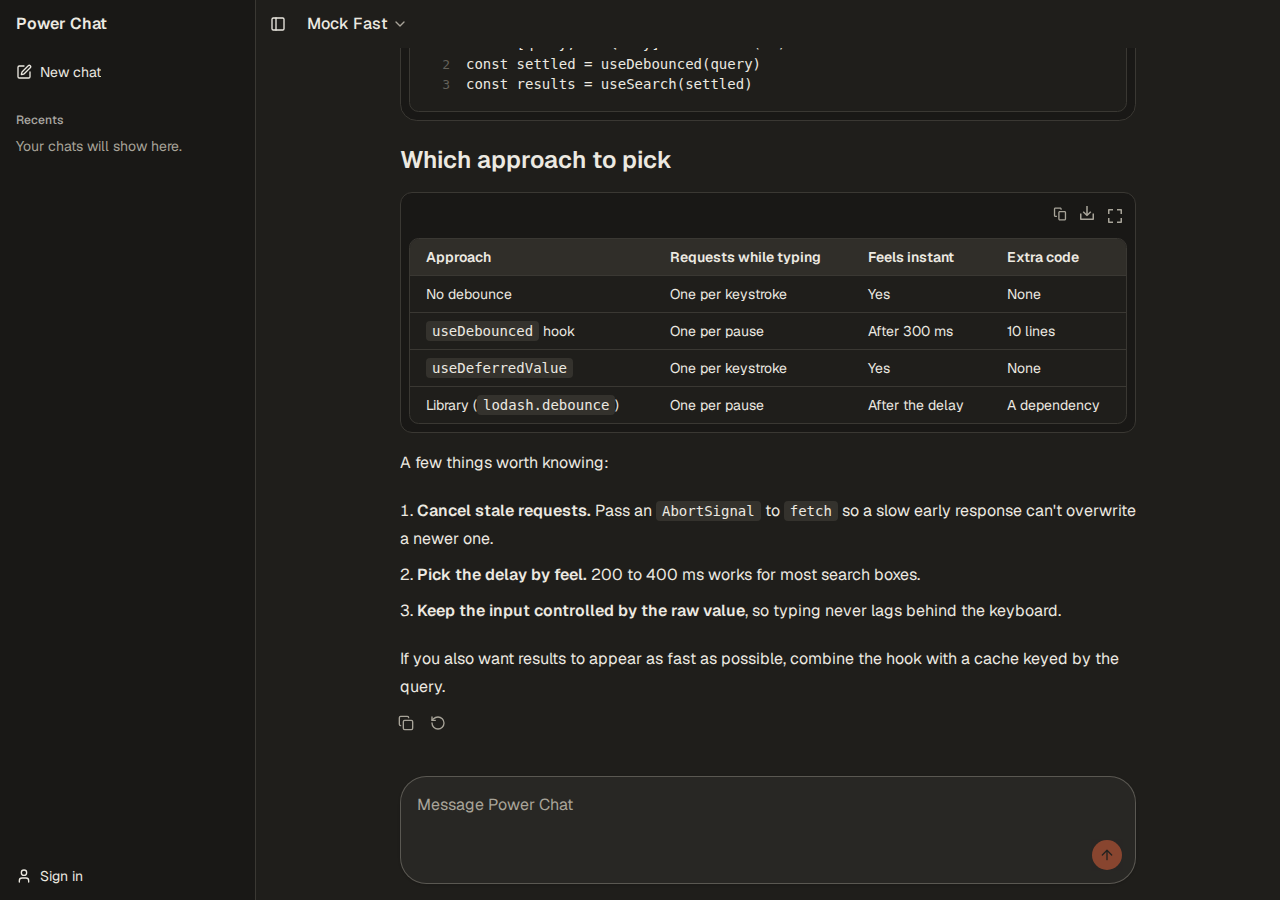 Power Chat
New chat
Recents
Your chats will show here.
Sign in
Mock Fast
2 const settled = useDebounced(query)
3 const results = useSearch(settled)
Which approach to pick
Approach Requests while typing Feels instant Extra code
No debounce One per keystroke Yes None
useDebounced hook One per pause After 300 ms 10 lines
useDeferredValue One per keystroke Yes None
Library (lodash.debounce) One per pause After the delay A dependency
A few things worth knowing:
1. Cancel stale requests. Pass an AbortSignal to fetch so a slow early response can't overwrite
a newer one.
2. Pick the delay by feel. 200 to 400 ms works for most search boxes.
3. Keep the input controlled by the raw value, so typing never lags behind the keyboard.
If you also want results to appear as fast as possible, combine the hook with a cache keyed by the
query.
Message Power Chat